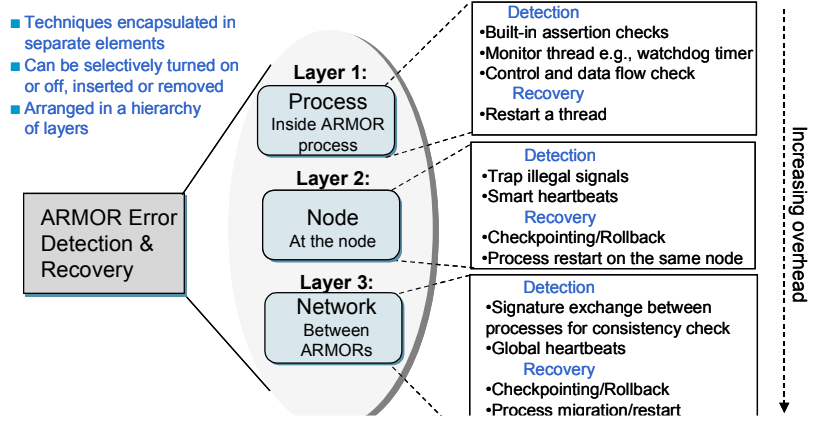 ■ Techniques encapsulated in
separate elements
■ Can be selectively turned on
or off, inserted or removed
■ Arranged in a hierarchy
of layers
ARMOR Error
Detection &
Recovery
Layer 1:
Process
Inside ARMOR
process
Layer 2:
Node
At the node
Layer 3:
Network
Between
ARMORs
Detection
•Built-in assertion checks
•Monitor thread e.g., watchdog timer
•Control and data flow check
Recovery
•Restart a thread
Detection
•Trap illegal signals
•Smart heartbeats
Recovery
•Checkpointing/Rollback
•Process restart on the same node
Detection
•Signature exchange between
processes for consistency check
•Global heartbeats
Recovery
•Checkpointing/Rollback
•Process migration/restart
Increasing overhead